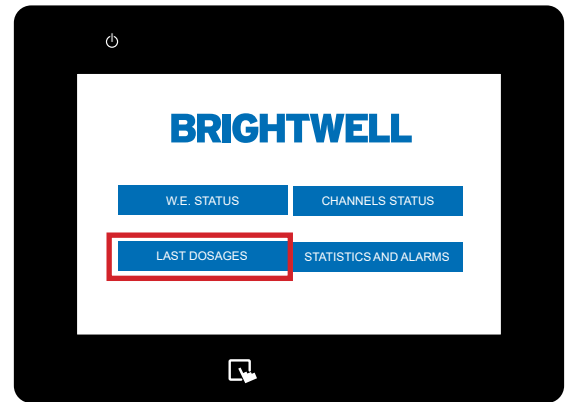 BRIGHTWELL
W.E. STATUS
CHANNELS STATUS
LAST DOSAGES
STATISTICS AND ALARMS